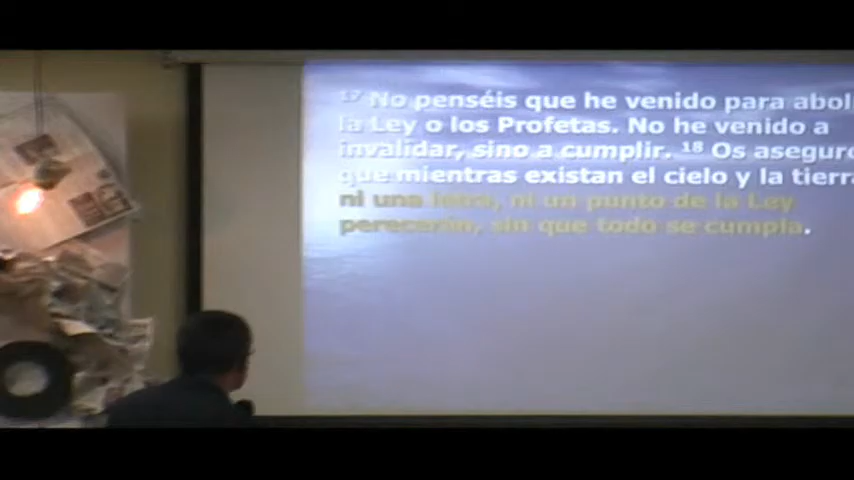 17 No penséis que he venido para abol
la Ley o los Profetas. No he venido a
invalidar, sino a cumplir. 18 Os aseguro
que mientras existan el cielo y la tierra
ni una letra, ni un punto de la Ley
perecerán, sin que todo se cumpla.